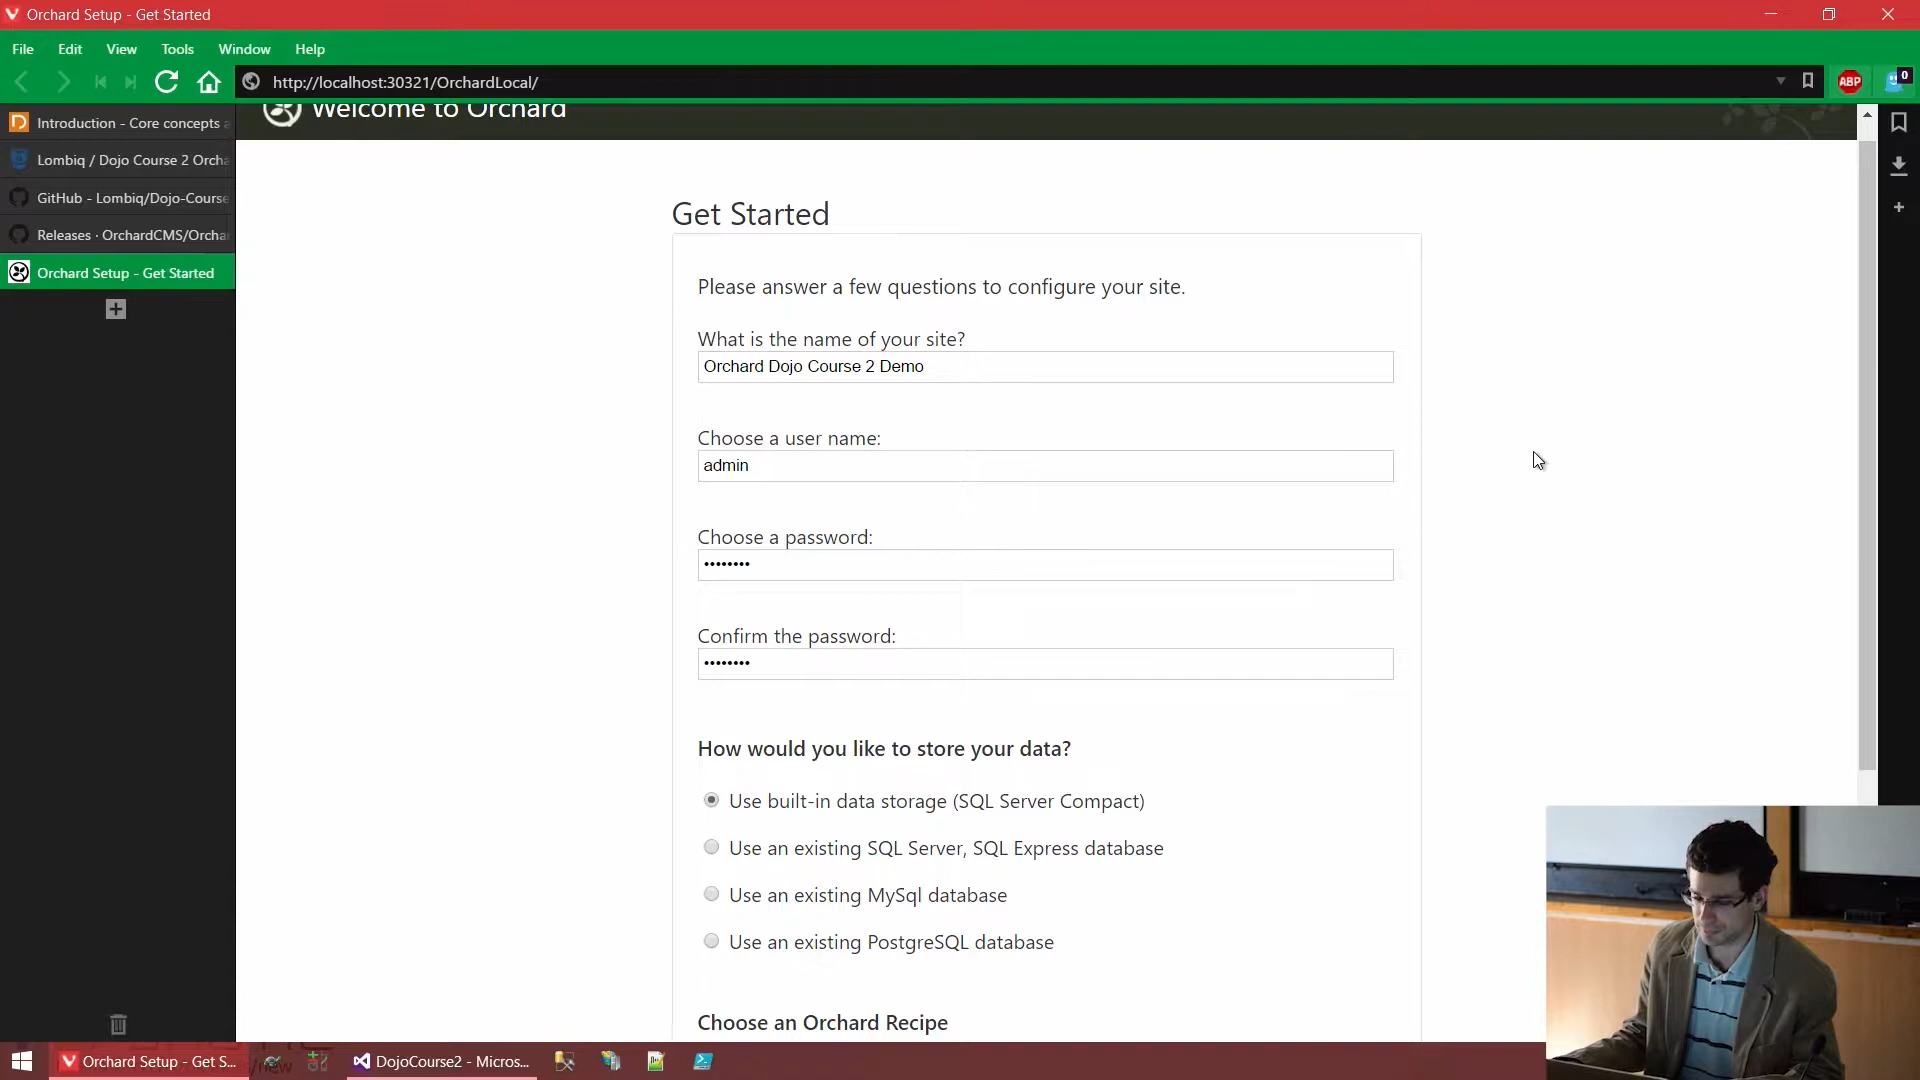 Orchard Setup - Get Started
File Edit View Tools Window Help
http://localhost:30321/OrchardLocal/
ABP
0
Introduction - Core concepts a
Lombiq / Dojo Course 2 Orcha
GitHub - Lombiq/Dojo-Course
Releases · OrchardCMS/Orchar
Orchard Setup - Get Started
Welcome to Orchard
Get Started
Please answer a few questions to configure your site.
What is the name of your site?
Orchard Dojo Course 2 Demo
Choose a user name:
admin
Choose a password:
••••••••
Confirm the password:
••••••••
How would you like to store your data?
Use built-in data storage (SQL Server Compact)
Use an existing SQL Server, SQL Express database
Use an existing MySql database
Use an existing PostgreSQL database
Choose an Orchard Recipe
Orchard Setup - Get S...
DojoCourse2 - Micros...